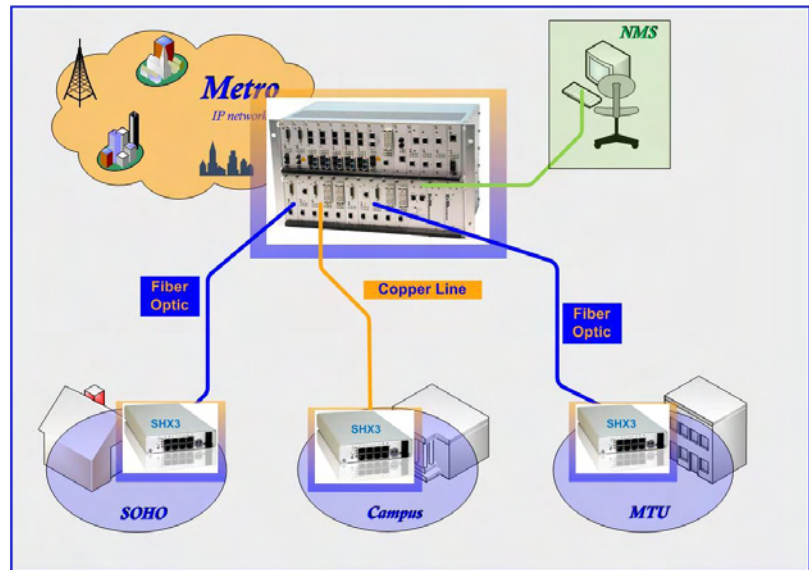 NMS
Metro
IP network
Fiber
Optic
Copper Line
Fiber
Optic
SHX3
SHX3
SHX3
SOHO
Campus
MTU